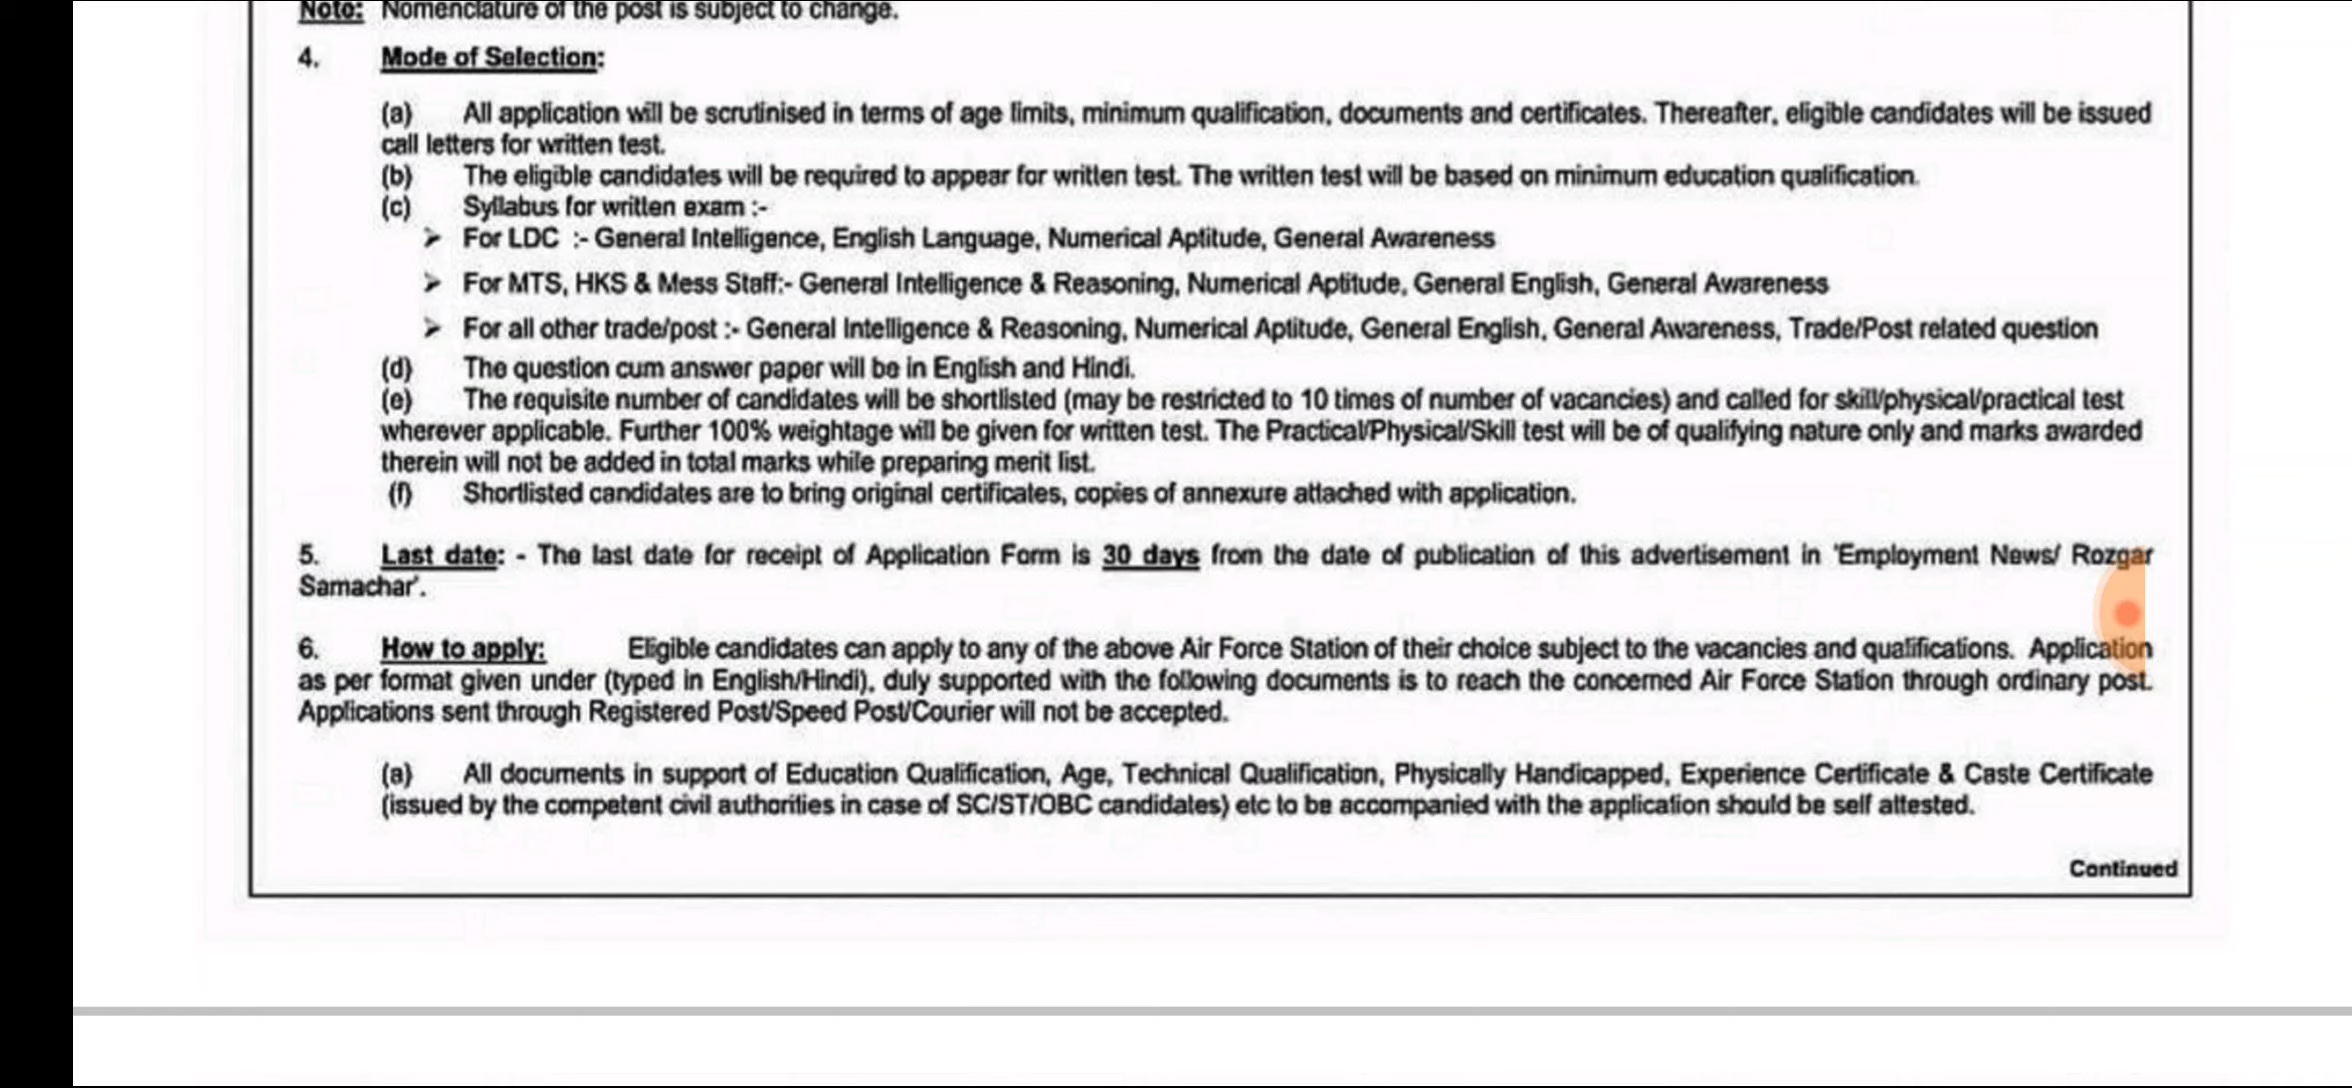 Note: Nomenclature of the post is subject to change.
4. Mode of Selection:
(a) All application will be scrutinised in terms of age limits, minimum qualification, documents and certificates. Thereafter, eligible candidates will be issued
call letters for written test.
(b) The eligible candidates will be required to appear for written test. The written test will be based on minimum education qualification.
(c) Syllabus for written exam :-
➢ For LDC :- General Intelligence, English Language, Numerical Aptitude, General Awareness
➢ For MTS, HKS & Mess Staff:- General Intelligence & Reasoning, Numerical Aptitude, General English, General Awareness
➢ For all other trade/post :- General Intelligence & Reasoning, Numerical Aptitude, General English, General Awareness, Trade/Post related question
(d) The question cum answer paper will be in English and Hindi.
(e) The requisite number of candidates will be shortlisted (may be restricted to 10 times of number of vacancies) and called for skill/physical/practical test
wherever applicable. Further 100% weightage will be given for written test. The Practical/Physical/Skill test will be of qualifying nature only and marks awarded
therein will not be added in total marks while preparing merit list.
(f) Shortlisted candidates are to bring original certificates, copies of annexure attached with application.
5. Last date: - The last date for receipt of Application Form is 30 days from the date of publication of this advertisement in 'Employment News/ Rozgar
Samachar'.
6. How to apply: Eligible candidates can apply to any of the above Air Force Station of their choice subject to the vacancies and qualifications. Application
as per format given under (typed in English/Hindi), duly supported with the following documents is to reach the concerned Air Force Station through ordinary post.
Applications sent through Registered Post/Speed Post/Courier will not be accepted.
(a) All documents in support of Education Qualification, Age, Technical Qualification, Physically Handicapped, Experience Certificate & Caste Certificate
(issued by the competent civil authorities in case of SC/ST/OBC candidates) etc to be accompanied with the application should be self attested.
Continued